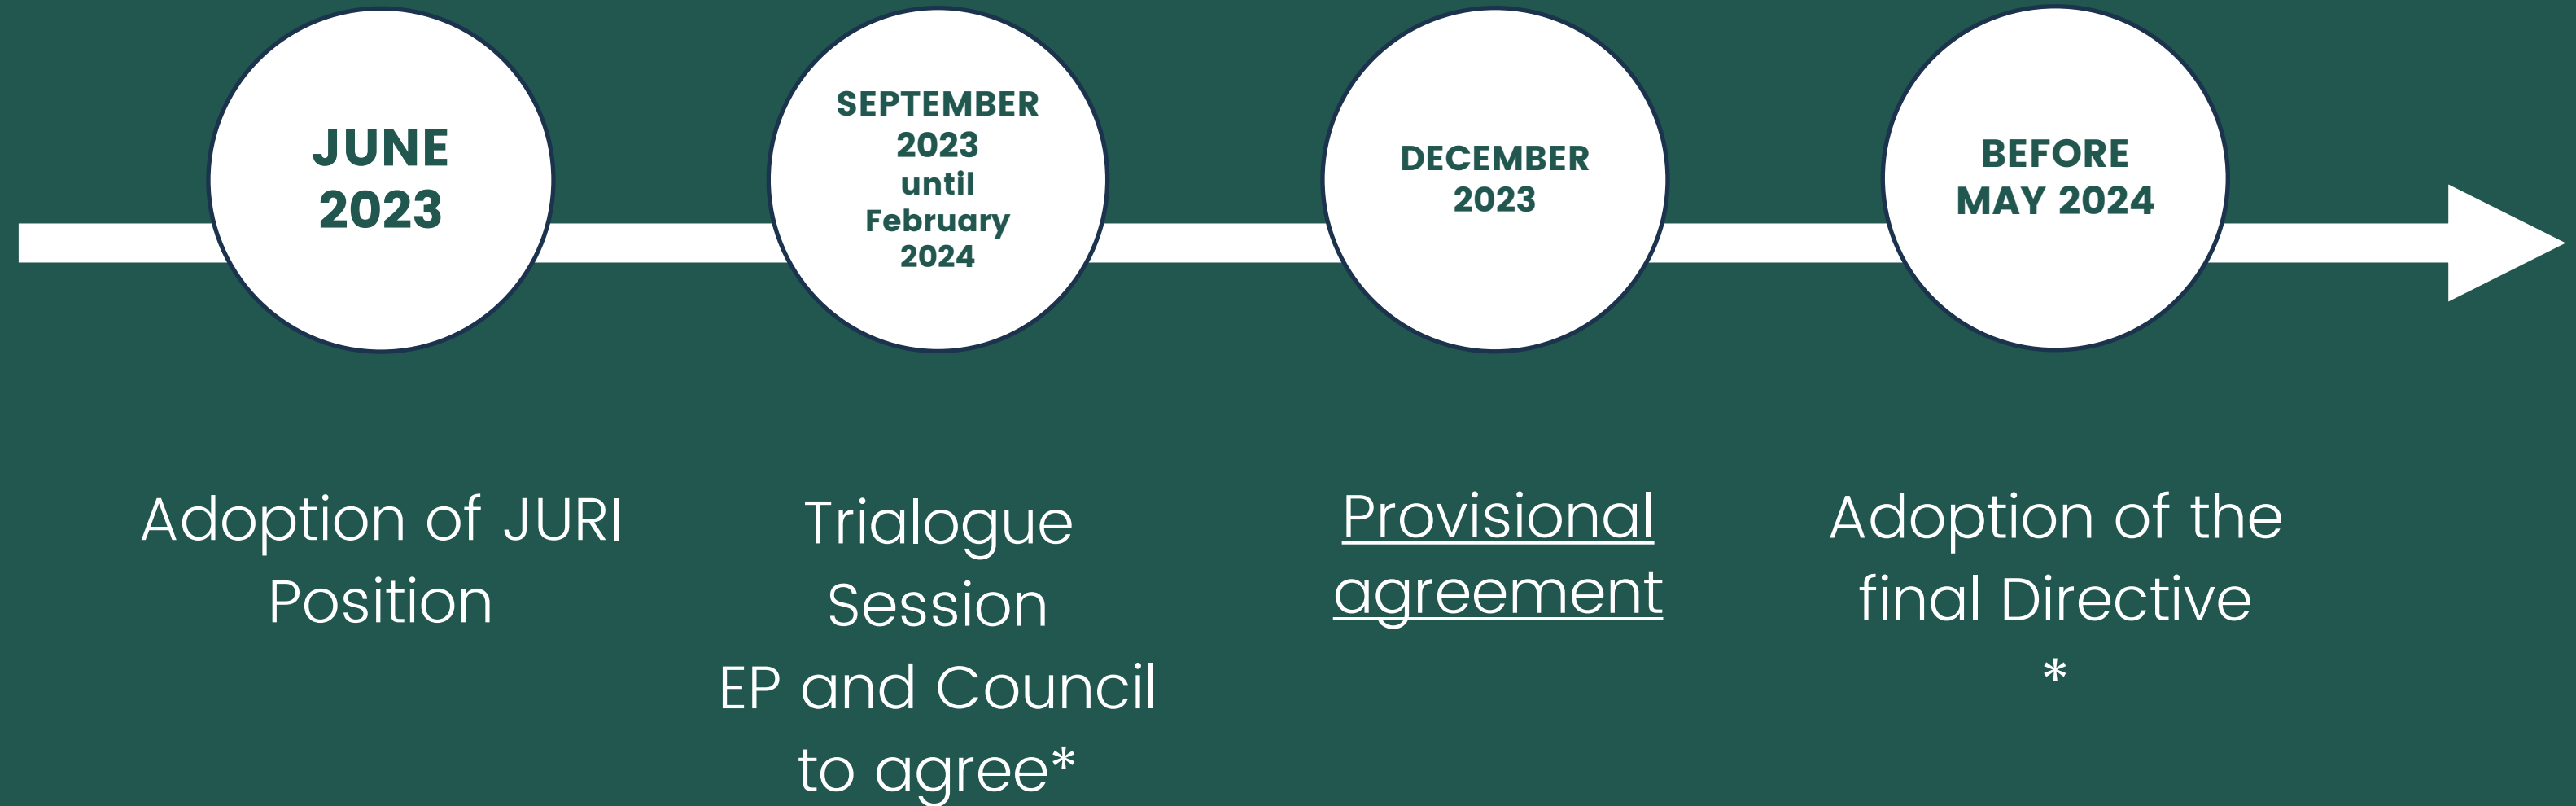 JUNE
2023
SEPTEMBER
2023
until
February
2024
DECEMBER
2023
BEFORE
MAY 2024
Adoption of JURI
Position
Trialogue
Session
EP and Council
to agree*
Provisional
agreement
Adoption of the
final Directive
*